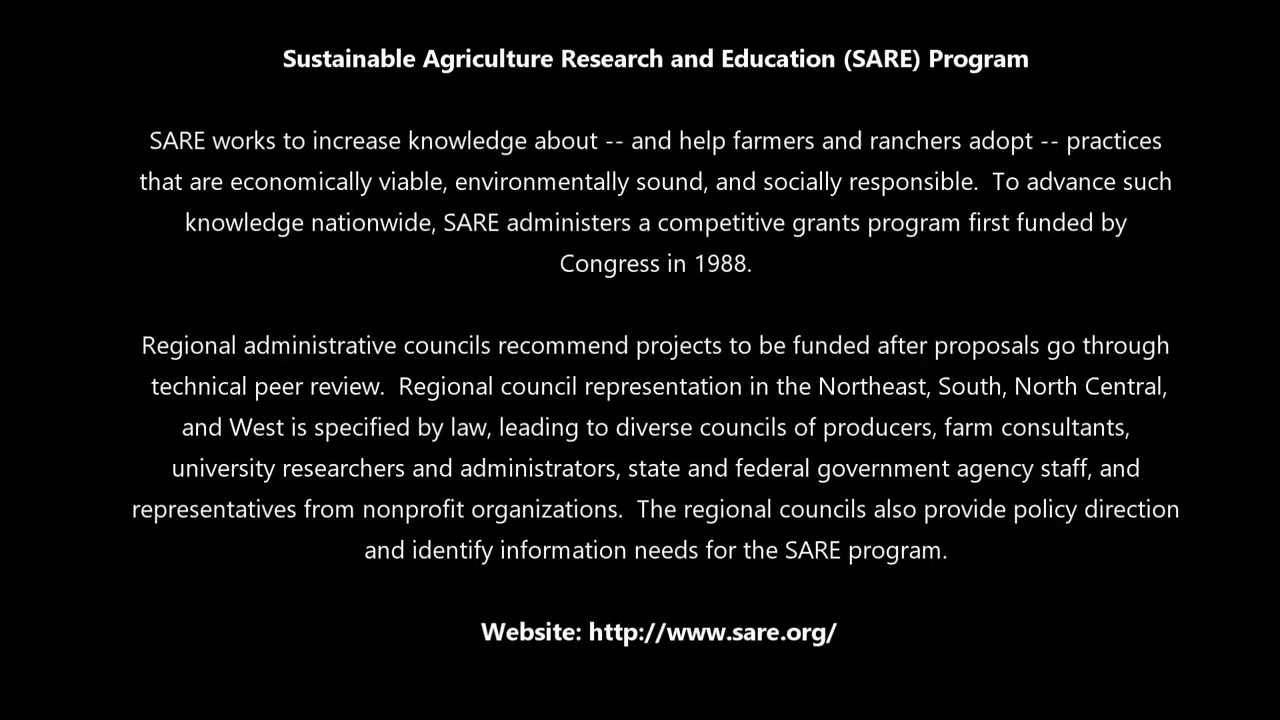 Sustainable Agriculture Research and Education (SARE) Program
SARE works to increase knowledge about -- and help farmers and ranchers adopt -- practices
that are economically viable, environmentally sound, and socially responsible.  To advance such
knowledge nationwide, SARE administers a competitive grants program first funded by
Congress in 1988.
Regional administrative councils recommend projects to be funded after proposals go through
technical peer review.  Regional council representation in the Northeast, South, North Central,
and West is specified by law, leading to diverse councils of producers, farm consultants,
university researchers and administrators, state and federal government agency staff, and
representatives from nonprofit organizations.  The regional councils also provide policy direction
and identify information needs for the SARE program.
Website: http://www.sare.org/